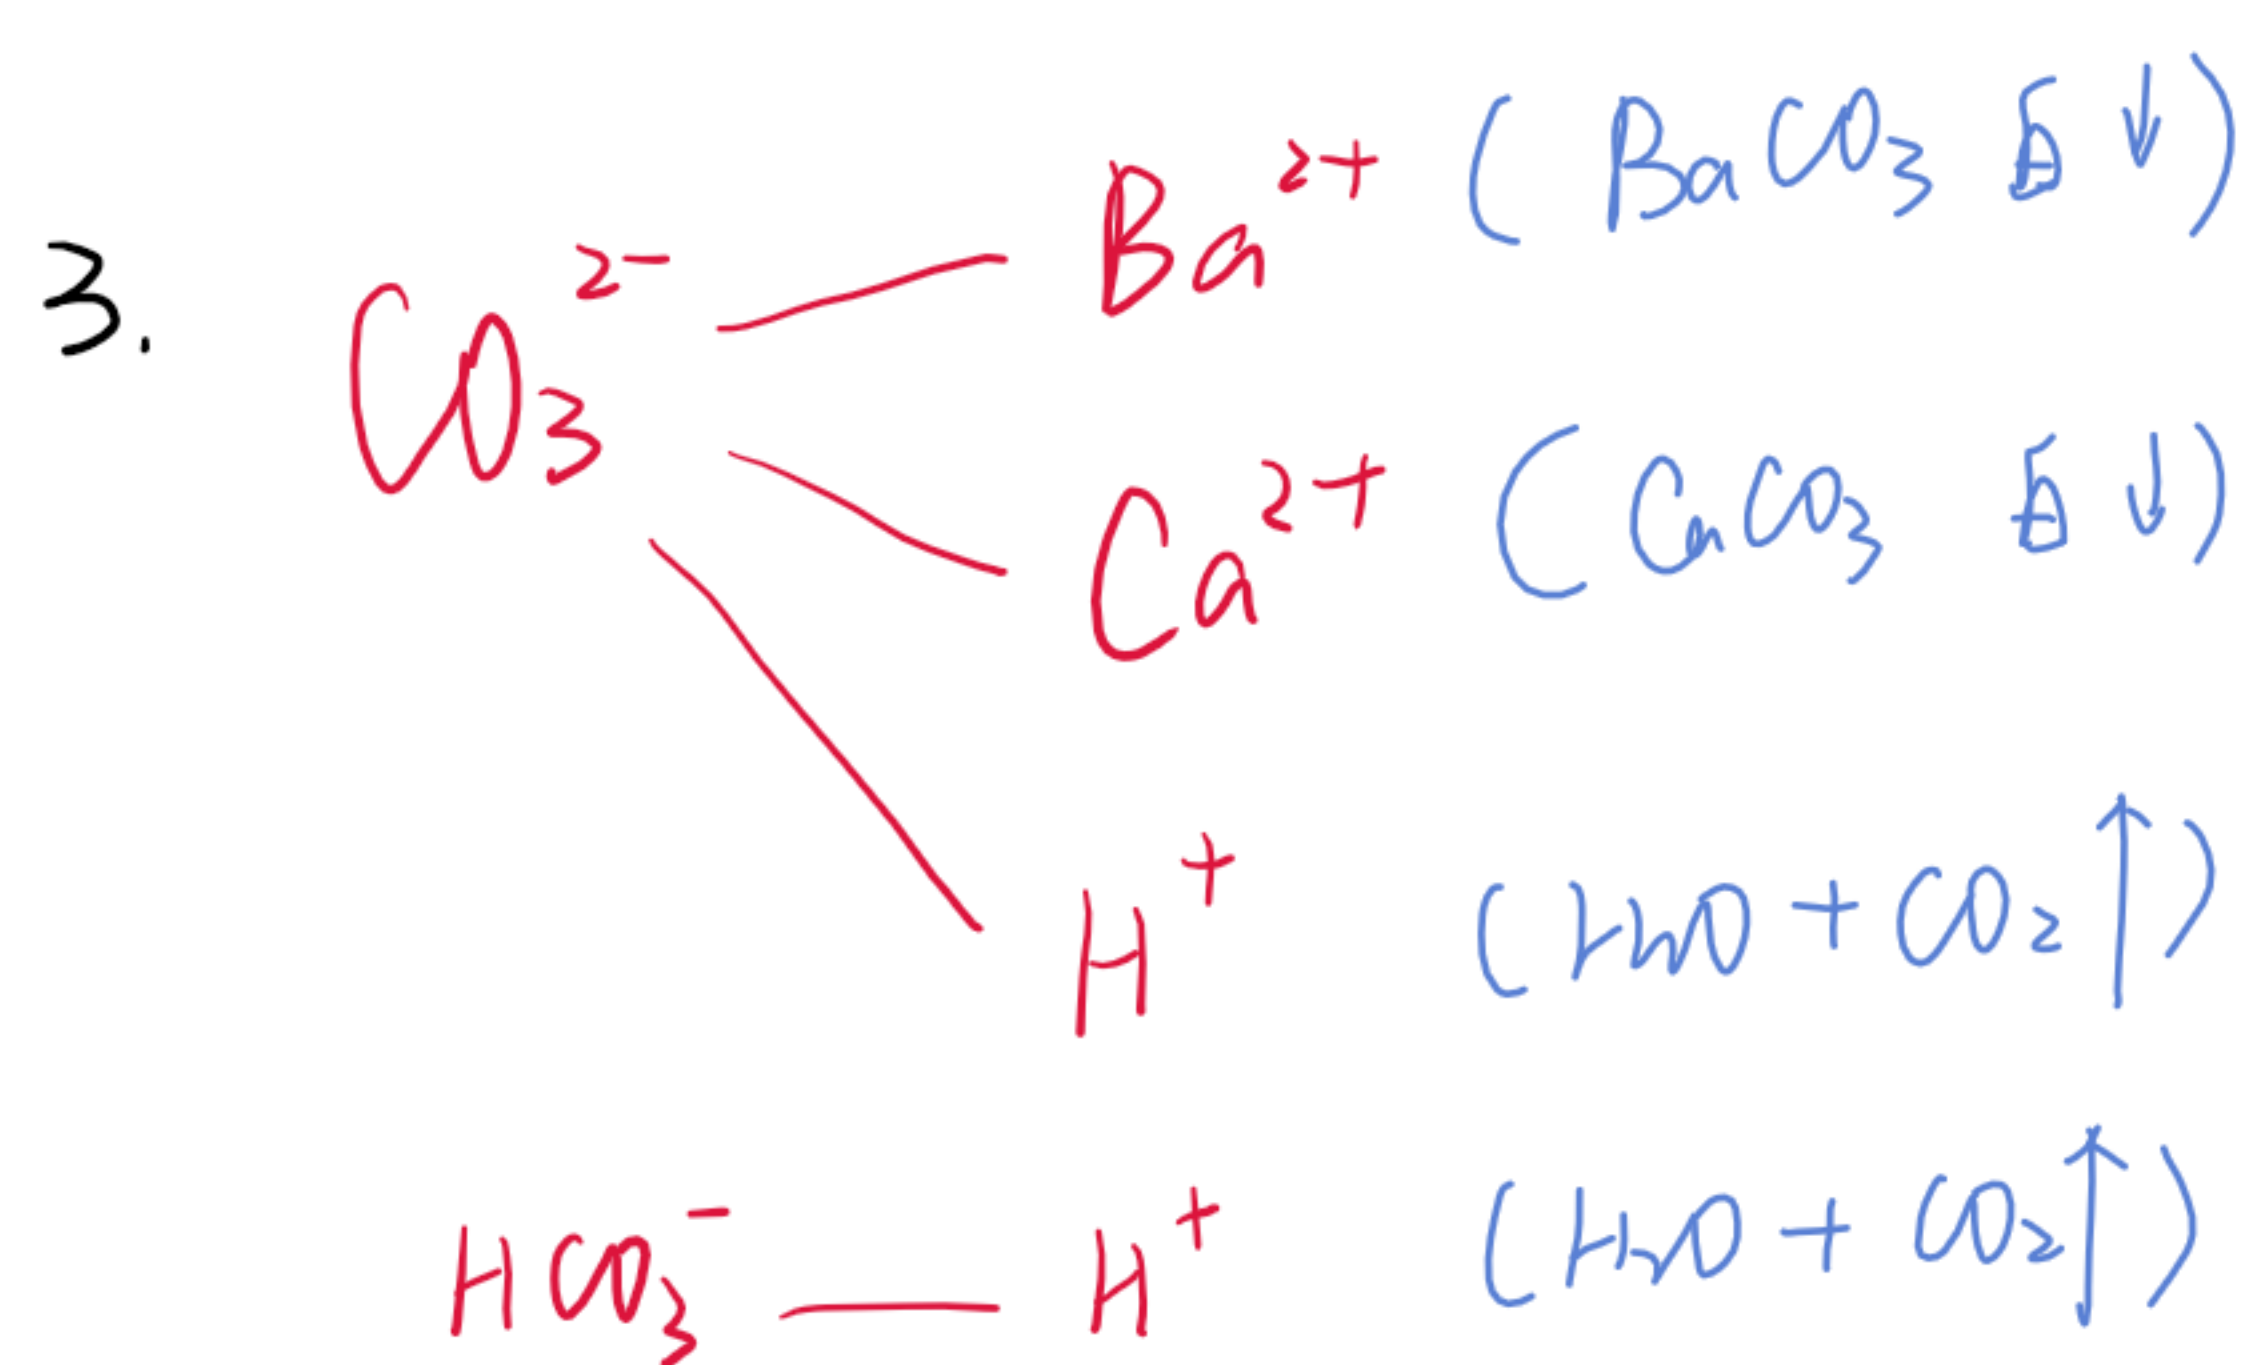 3. CO₃²⁻ — Ba²⁺ (BaCO₃ 白↓)
Ca²⁺ (CaCO₃ 白↓)
H⁺ (H₂O + CO₂↑)
HCO₃⁻ — H⁺ (H₂O + CO₂↑)